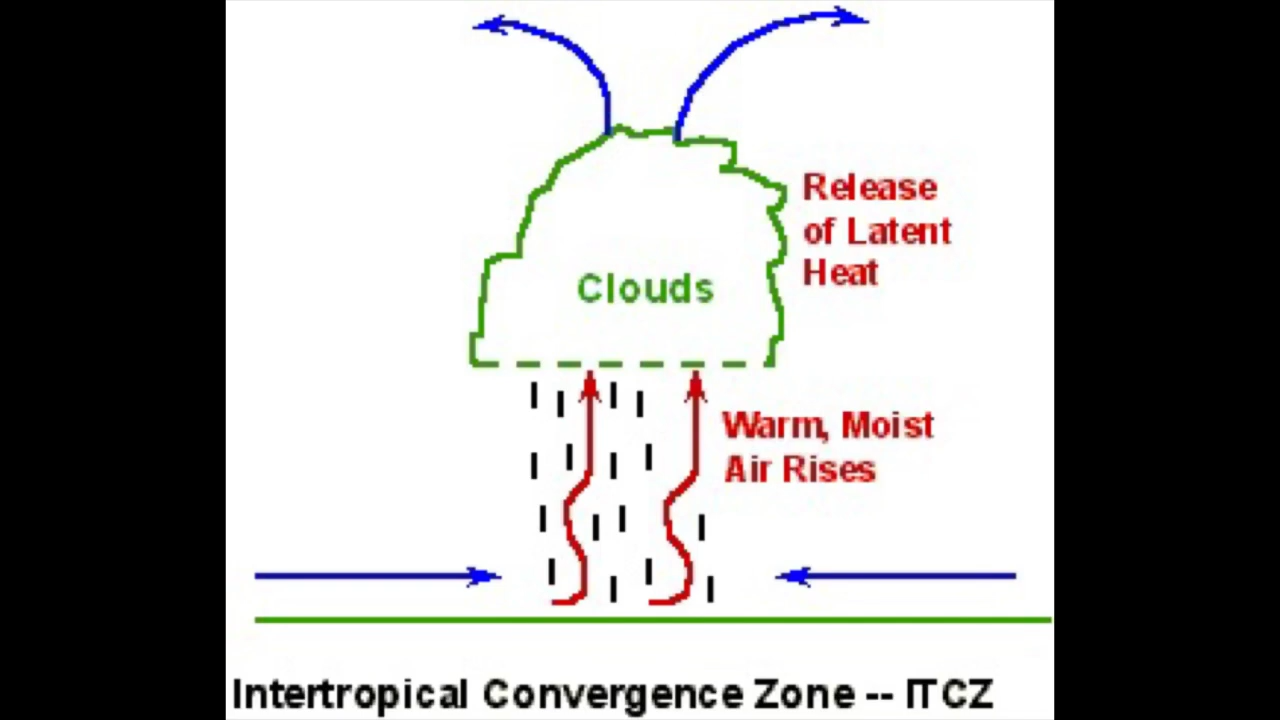 Release
of Latent
Heat
Clouds
Warm, Moist
Air Rises
Intertropical Convergence Zone -- ITCZ